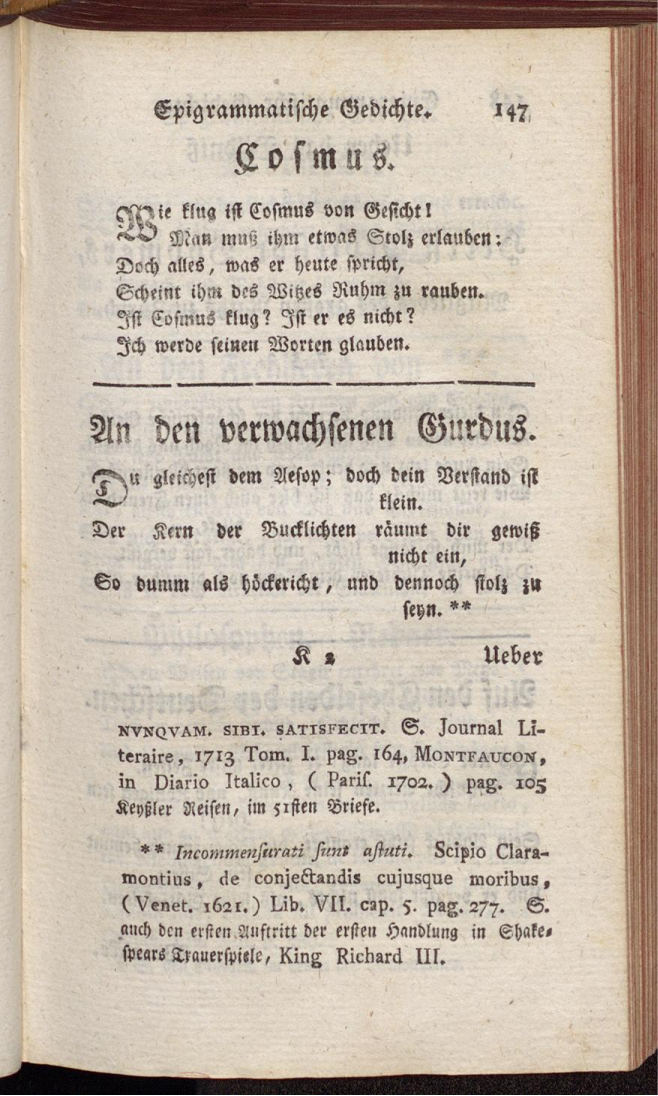 Epigrammatische Gedichte. 147
Cosmus.
Wie klug ist Cosmus von Gesicht!
Man muß ihm etwas Stolz erlauben:
Doch alles, was er heute spricht,
Scheint ihm des Witzes Ruhm zu rauben.
Ist Cosmus klug? Ist er es nicht?
Ich werde seinen Worten glauben.
An den verwachsenen Gurdus.
Du gleichest dem Aesop; doch dein Verstand ist
klein.
Der Kern der Bucklichten räumt dir gewiß
nicht ein,
So dumm als höckericht, und dennoch stolz zu
seyn. **
K 2 Ueber
NVNQVAM. SIBI. SATISFECIT. S. Journal Li-
teraire, 1713 Tom. I. pag. 164, MONTFAUCON,
in Diario Italico, (Paris. 1702.) pag. 105
Keyßler Reisen, im 51sten Briefe.
** Incommensurati sunt astuti. Scipio Clara-
montius, de conjectandis cujusque moribus,
(Venet. 1621.) Lib. VII. cap. 5. pag. 277. S.
auch den ersten Auftritt der ersten Handlung in Shake-
spears Trauerspiele, King Richard III.